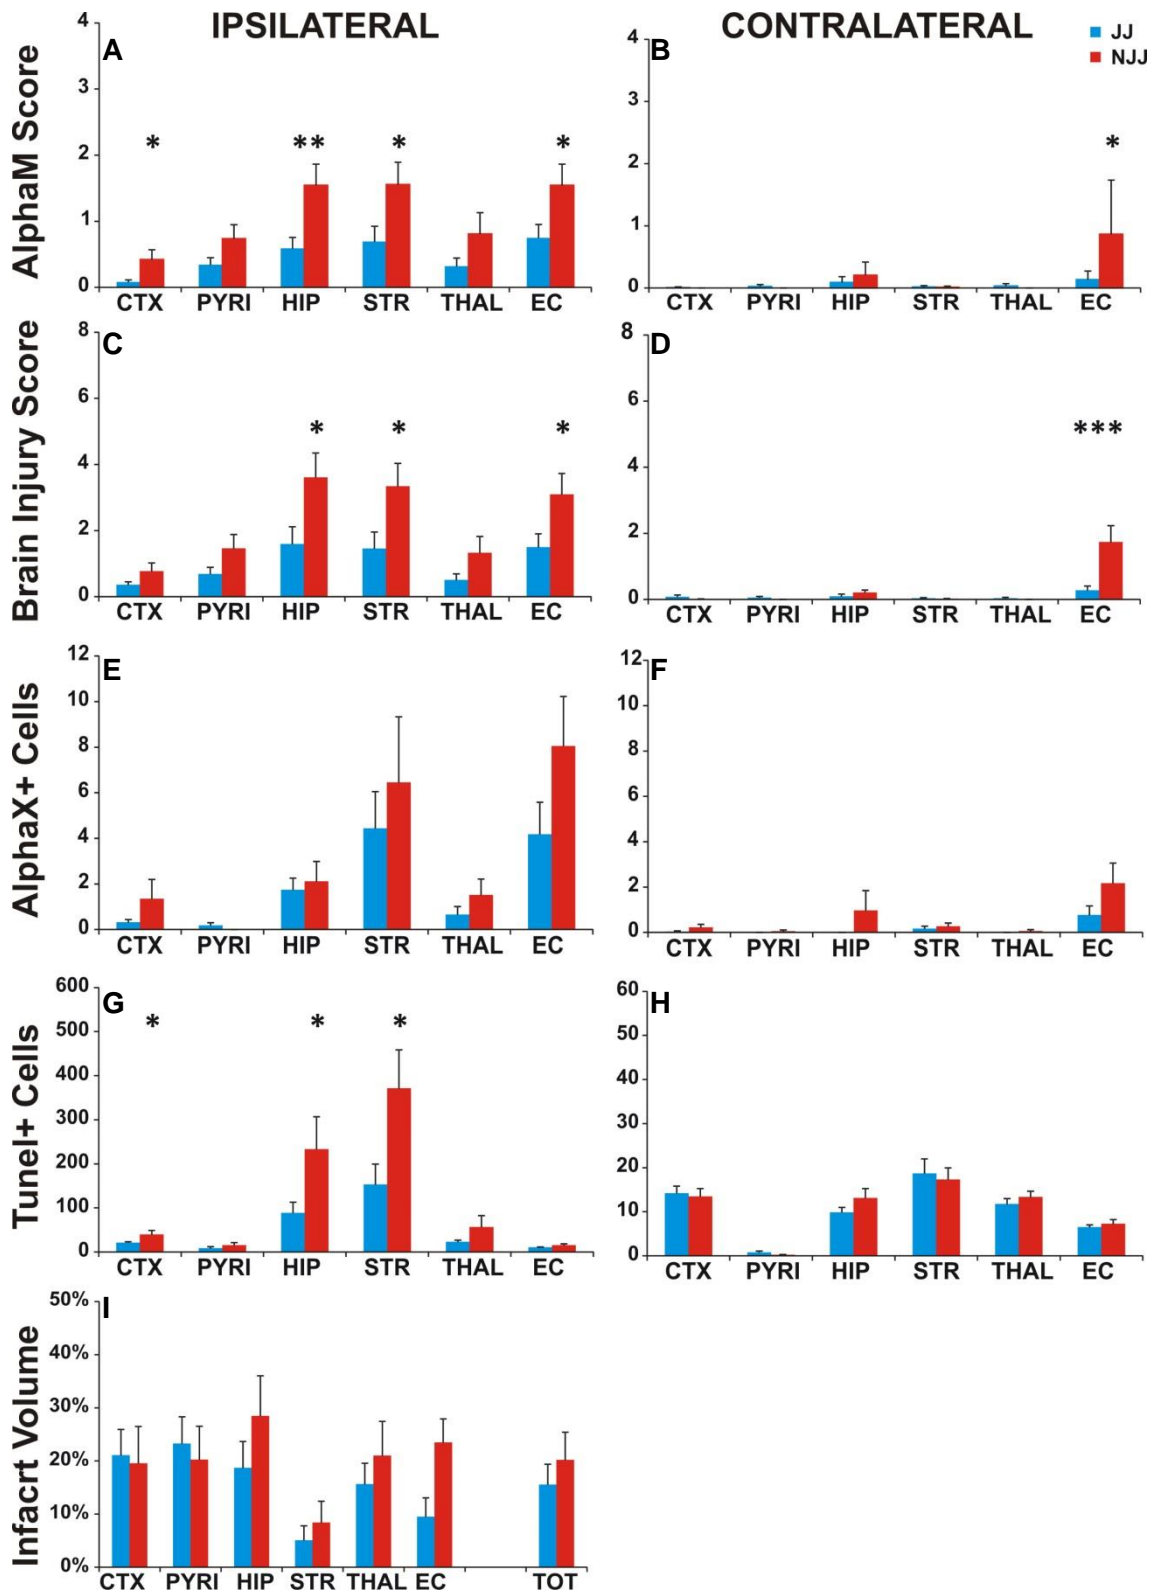 IPSILATERAL
CONTRALATERAL
JJ
NJJ
A
AlphaM Score
4
3
2
1
0
*
**
*
*
CTX PYRI HIP STR THAL EC
B
4
3
2
1
0
*
CTX PYRI HIP STR THAL EC
C
Brain Injury Score
8
6
4
2
0
*
*
*
CTX PYRI HIP STR THAL EC
D
8
6
4
2
0
***
CTX PYRI HIP STR THAL EC
E
AlphaX+ Cells
12
10
8
6
4
2
0
CTX PYRI HIP STR THAL EC
F
12
10
8
6
4
2
0
CTX PYRI HIP STR THAL EC
G
Tunel+ Cells
600
500
400
300
200
100
0
*
*
*
CTX PYRI HIP STR THAL EC
H
60
50
40
30
20
10
0
CTX PYRI HIP STR THAL EC
I
Infacrt Volume
50%
40%
30%
20%
10%
0%
CTX PYRI HIP STR THAL EC TOT